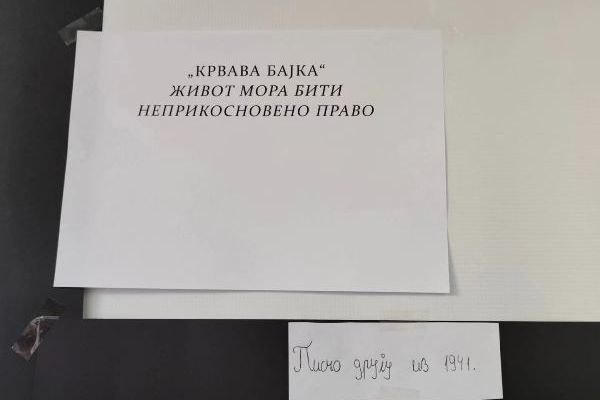 „КРВАВА БАЈКА“
ЖИВОТ МОРА БИТИ
НЕПРИКОСНОВЕНО ПРАВО
Писмо другу из 1941.